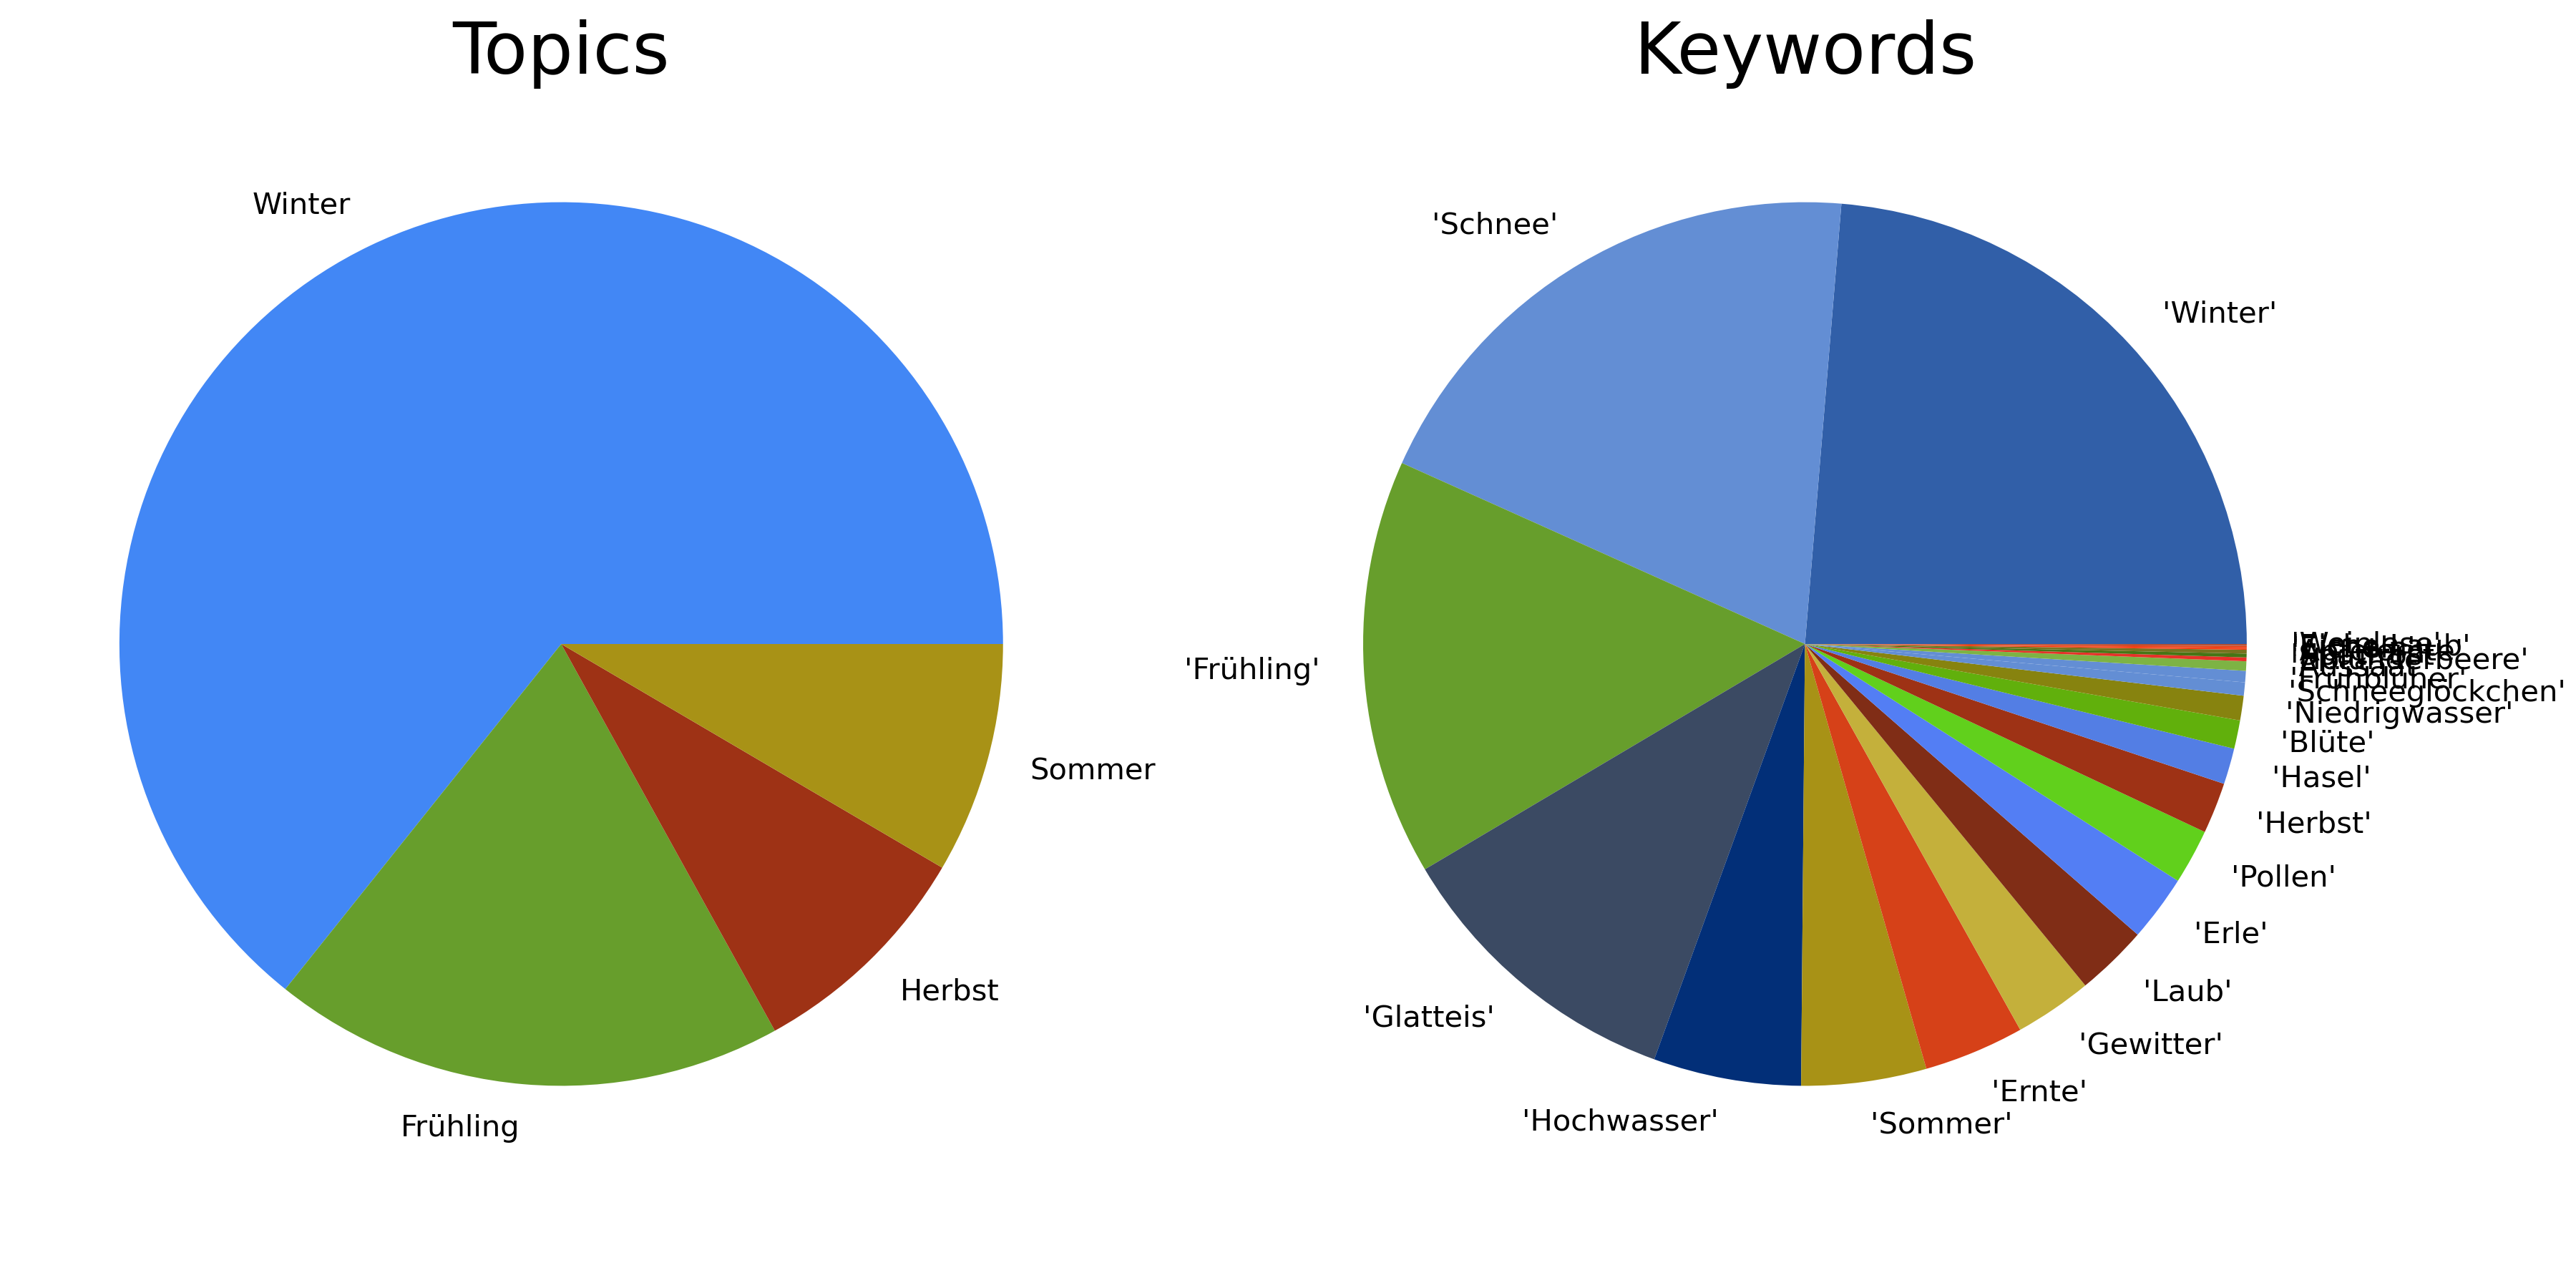 Topics
Winter
Sommer
Herbst
Frühling
Keywords
'Schnee'
'Winter'
'Frühling'
'Frühblüher'
'Schneeglöckchen'
'Niedrigwasser'
'Blüte'
'Hasel'
'Herbst'
'Pollen'
'Erle'
'Laub'
'Gewitter'
'Ernte'
'Sommer'
'Hochwasser'
'Glatteis'